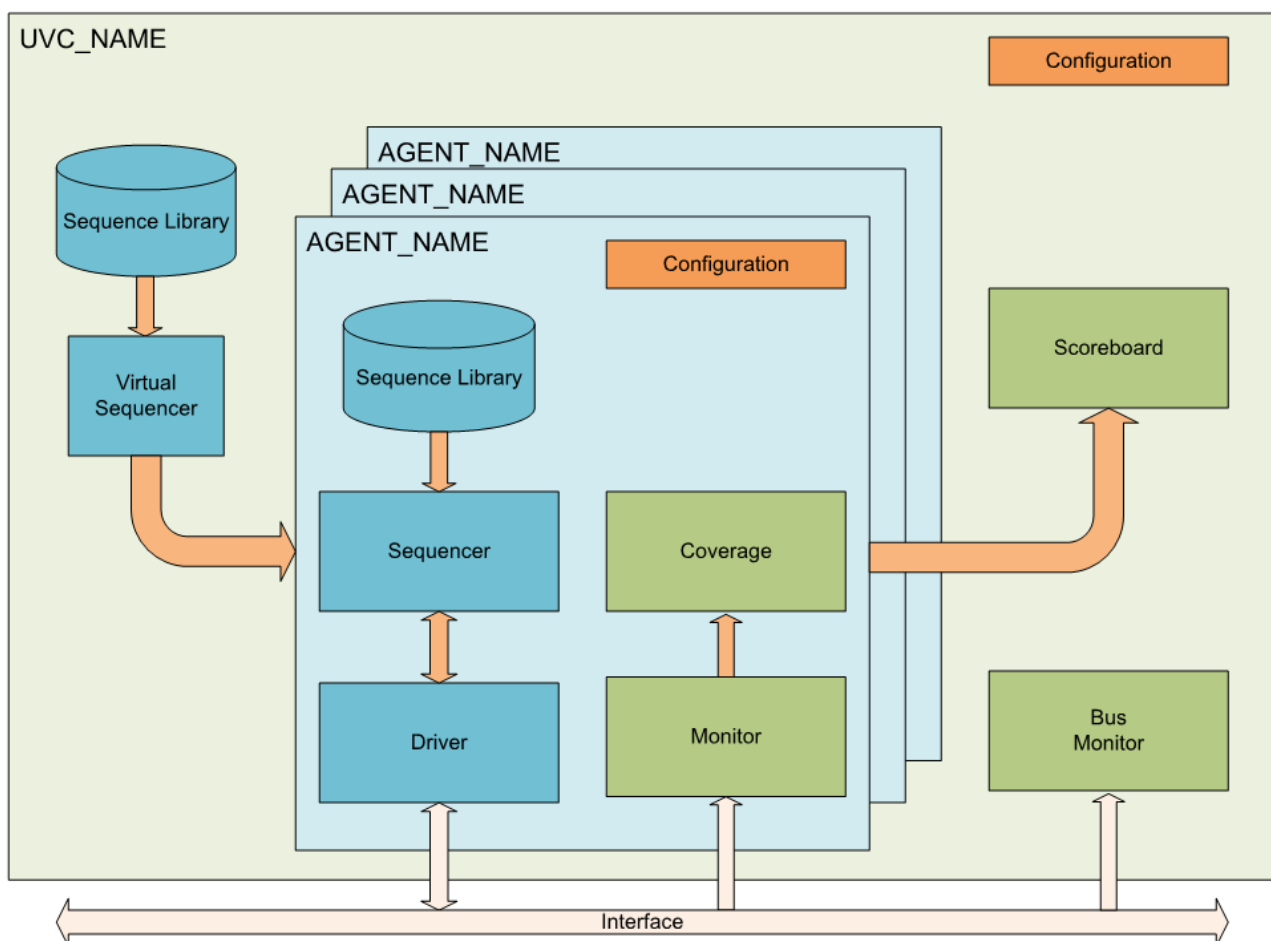 UVC_NAME
Configuration
AGENT_NAME
AGENT_NAME
AGENT_NAME
Sequence Library
Configuration
Scoreboard
Sequence Library
Virtual
Sequencer
Sequencer
Coverage
Driver
Monitor
Bus
Monitor
Interface